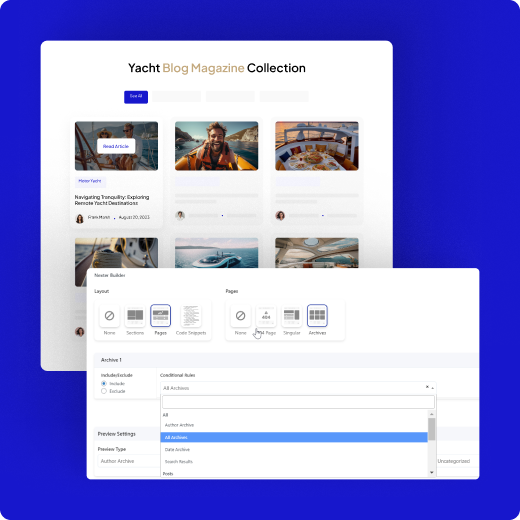 Yacht Blog Magazine Collection
See All
Read Article
Motor Yacht
Navigating Tranquility: Exploring
Remote Yacht Destinations
August 20, 2023
Nexter Builder
Layout
Pages
None
Sections
Pages
Code Snippets
None
404 Page
Singular
Archives
Archive 1
Include/Exclude
Include
Exclude
Conditional Rules
All Archives
All
Author Archive
All Archives
Date Archive
Search Results
Posts
Preview Settings
Preview Type
Author Archive
Uncategorized